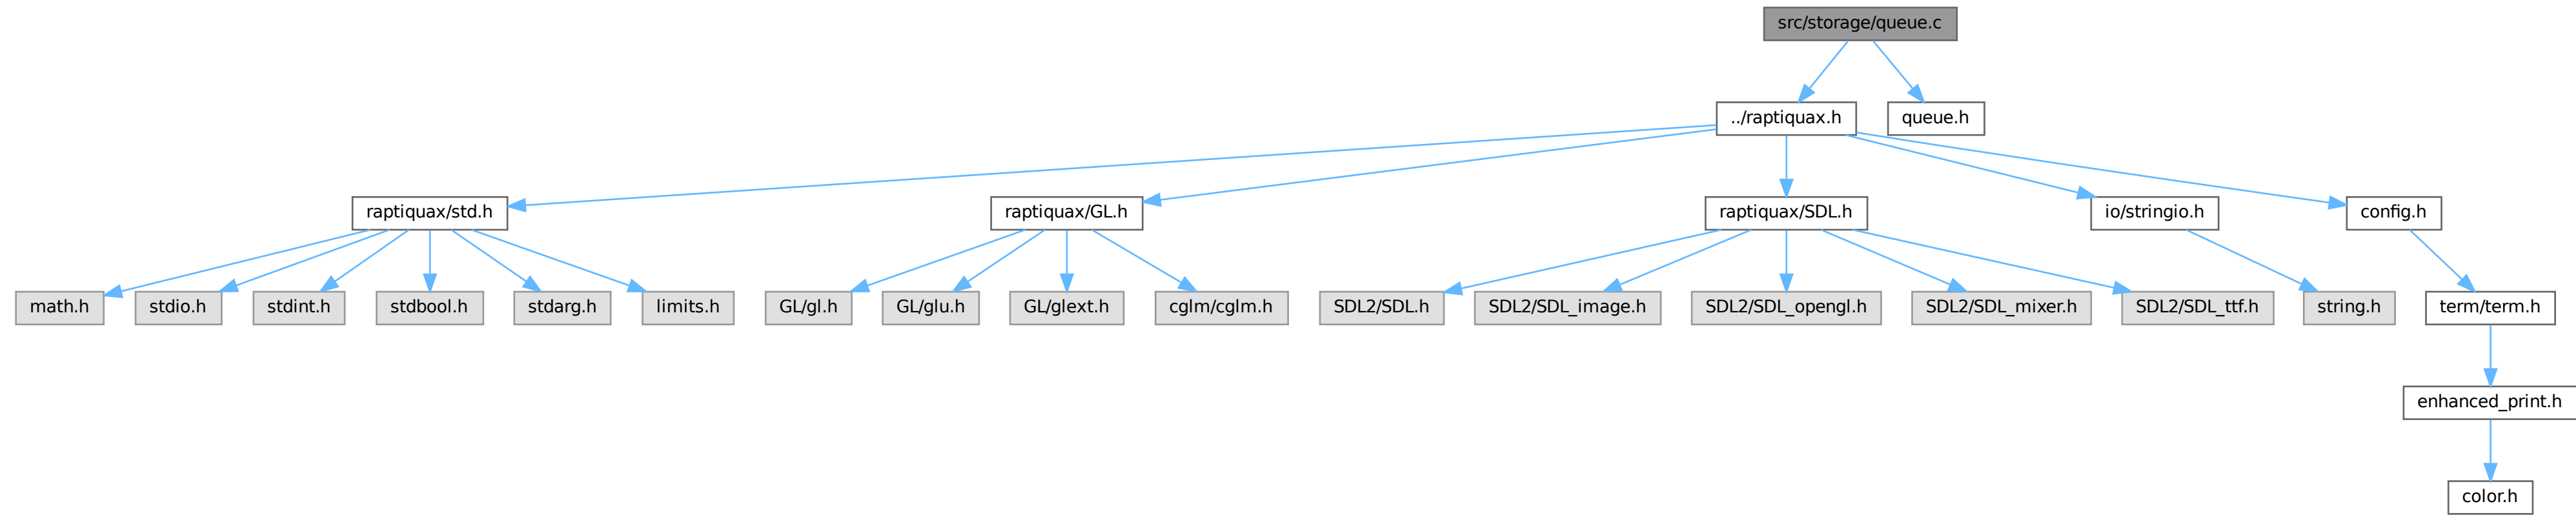 src/storage/queue.c
../raptiquax.h
queue.h
raptiquax/std.h
raptiquax/GL.h
raptiquax/SDL.h
io/stringio.h
config.h
math.h
stdio.h
stdint.h
stdbool.h
stdarg.h
limits.h
GL/gl.h
GL/glu.h
GL/glext.h
cglm/cglm.h
SDL2/SDL.h
SDL2/SDL_image.h
SDL2/SDL_opengl.h
SDL2/SDL_mixer.h
SDL2/SDL_ttf.h
string.h
term/term.h
enhanced_print.h
color.h